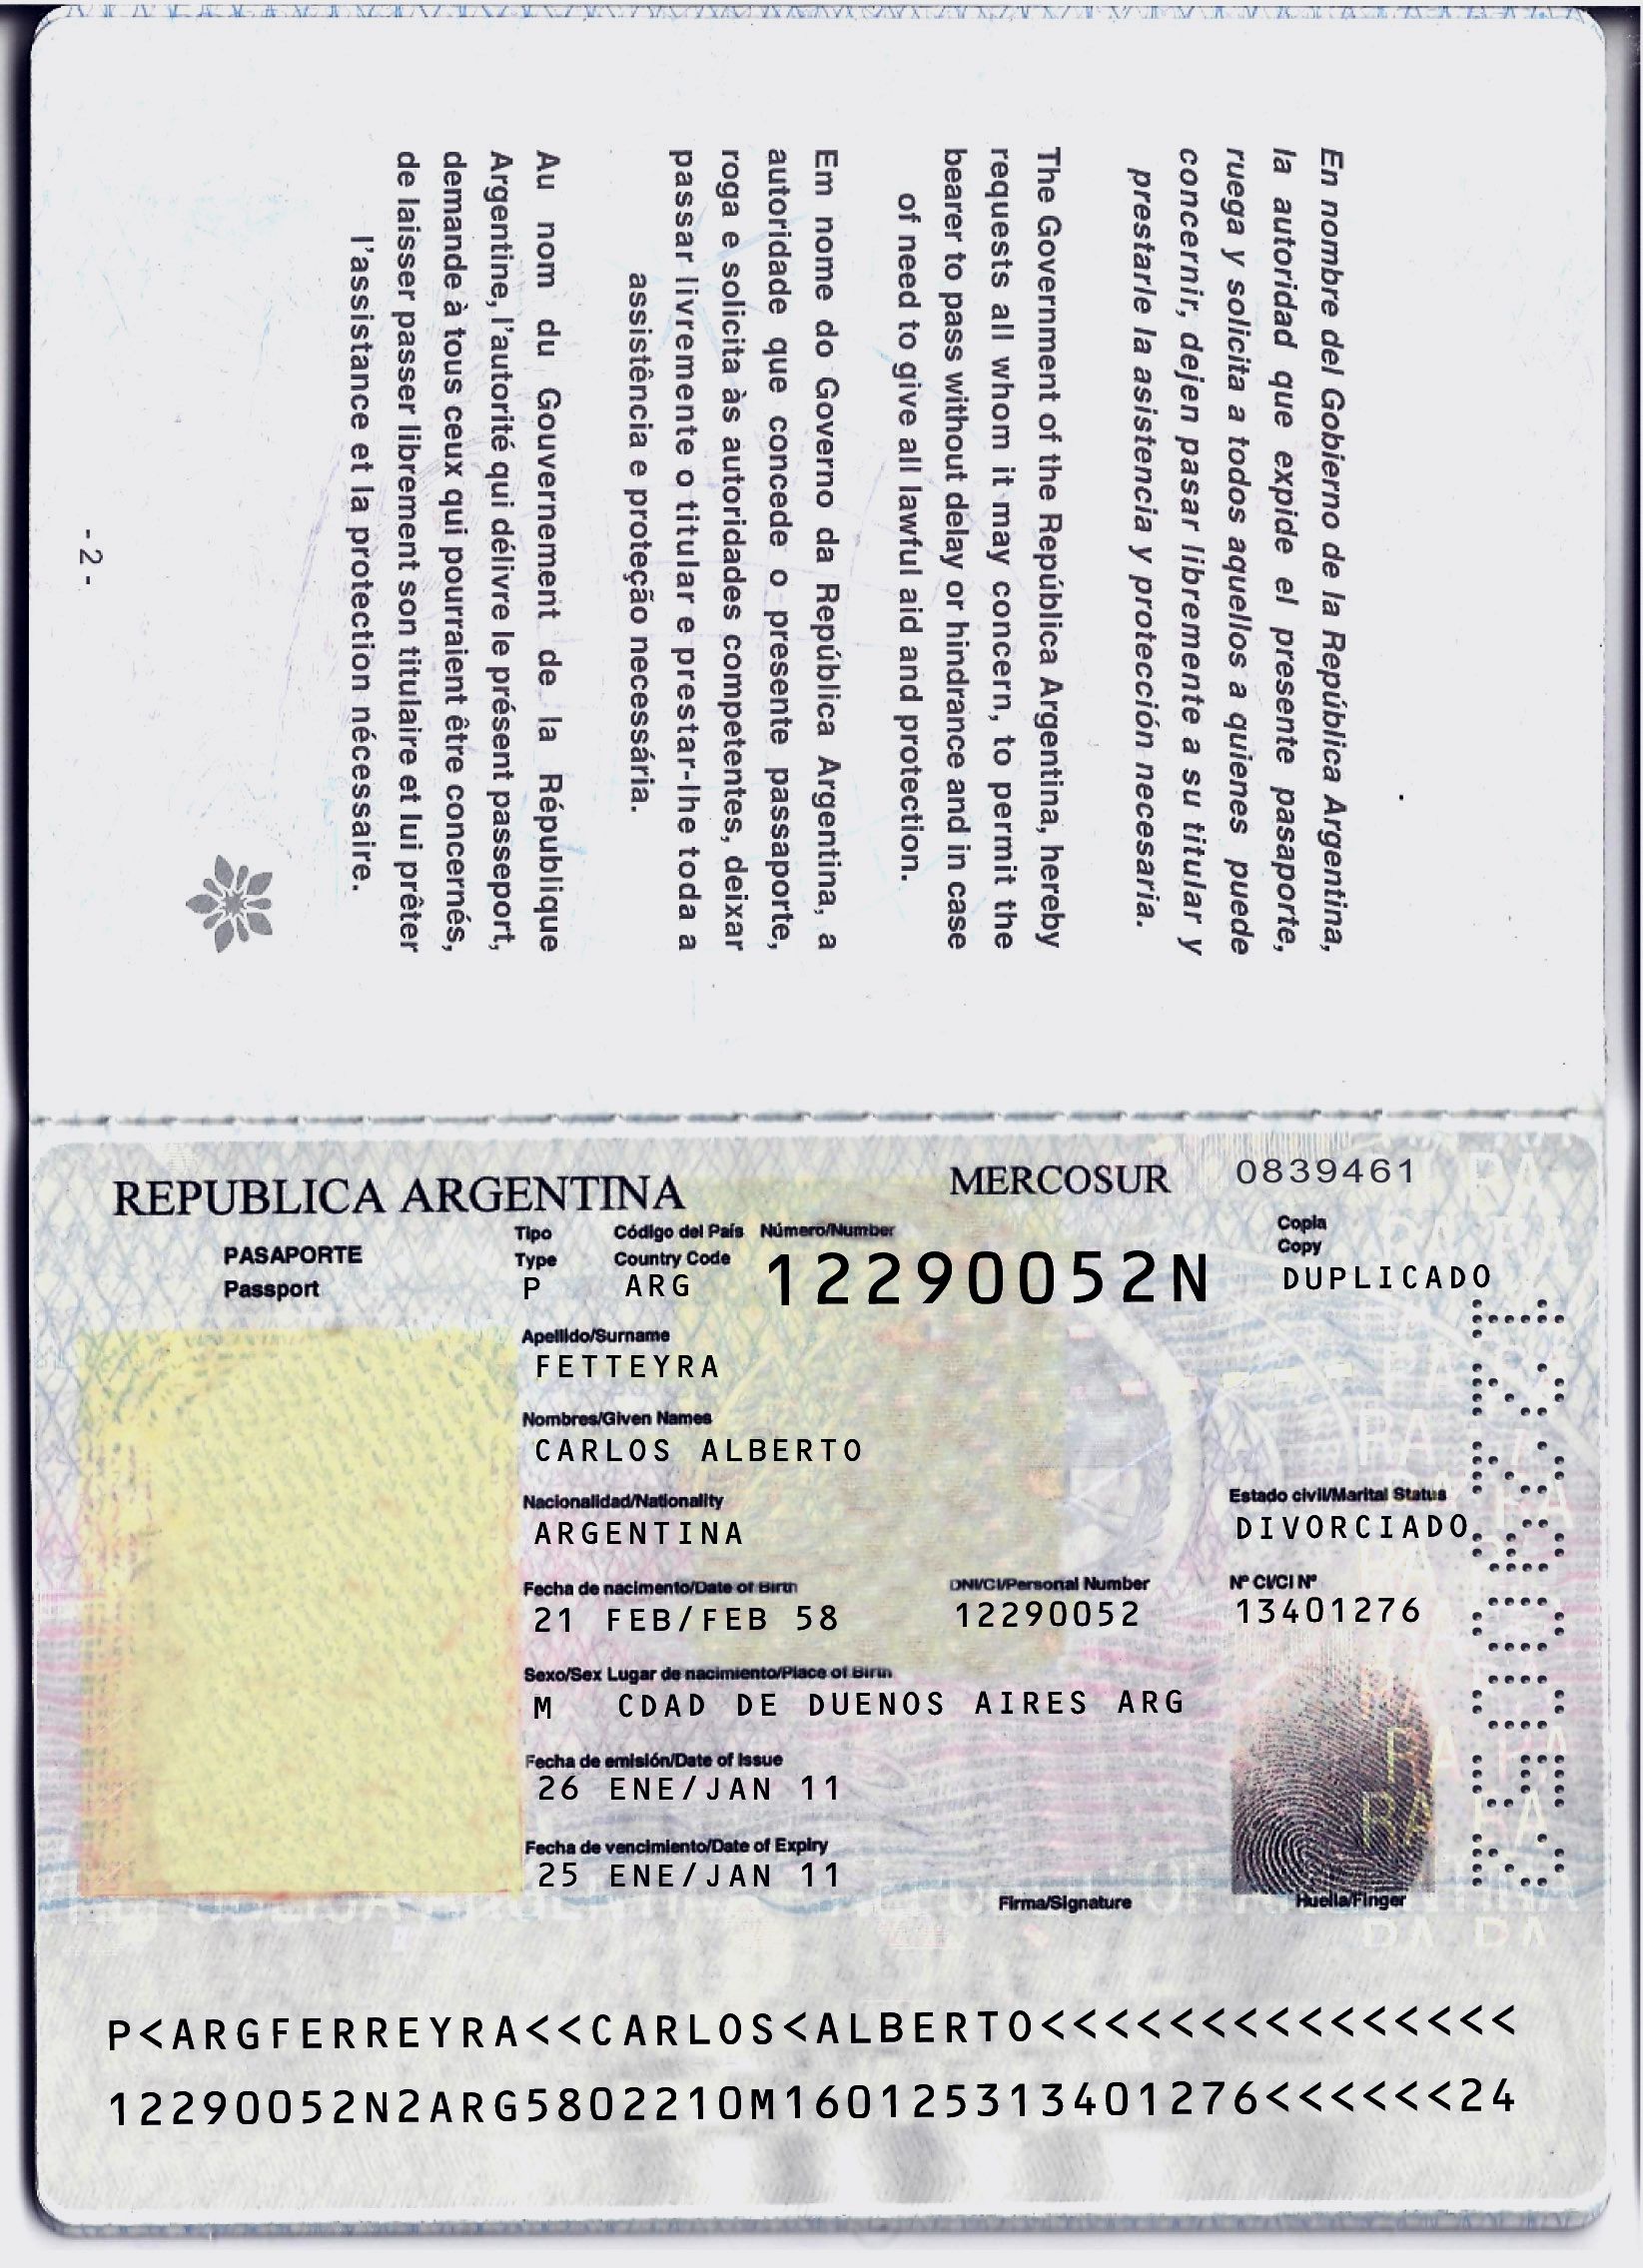 En nombre del Gobierno de la República Argentina,
la autoridad que expide el presente pasaporte,
ruega y solicita a todos aquellos a quienes puede
concernir, dejen pasar libremente a su titular y
prestarle la asistencia y protección necesaria.
The Government of the República Argentina, hereby
requests all whom it may concern, to permit the
bearer to pass without delay or hindrance and in case
of need to give all lawful aid and protection.
Em nome do Governo da República Argentina, a
autoridade que concede o presente passaporte,
roga e solicita às autoridades competentes, deixar
passar livremente o titular e prestar-lhe toda a
assistência e proteção necessária.
Au nom du Gouvernement de la République
Argentine, l'autorité qui délivre le présent passeport,
demande à tous ceux qui pourraient être concernés,
de laisser passer librement son titulaire et lui prêter
l'assistance et la protection nécessaire.
- 2 -
REPUBLICA ARGENTINA MERCOSUR 0839461
PASAPORTE
Passport
Tipo
Type
P
Código del País
Country Code
ARG
Número/Number
12290052N
Copia
Copy
DUPLICADO
Apellido/Surname
FETTEYRA
Nombres/Given Names
CARLOS ALBERTO
Nacionalidad/Nationality
ARGENTINA
Estado civil/Marital Status
DIVORCIADO
Fecha de nacimento/Date of Birth
21 FEB/FEB 58
DNI/CI/Personal Number
12290052
Nº CI/CI Nº
13401276
Sexo/Sex Lugar de nacimiento/Place of Birth
M CDAD DE DUENOS AIRES ARG
Fecha de emisión/Date of Issue
26 ENE/JAN 11
Fecha de vencimiento/Date of Expiry
25 ENE/JAN 11
Firma/Signature
Huella/Finger
P<ARGFERREYRA<<CARLOS<ALBERTO<<<<<<<<<<<<<<<
12290052N2ARG5802210M160125313401276<<<<<<24